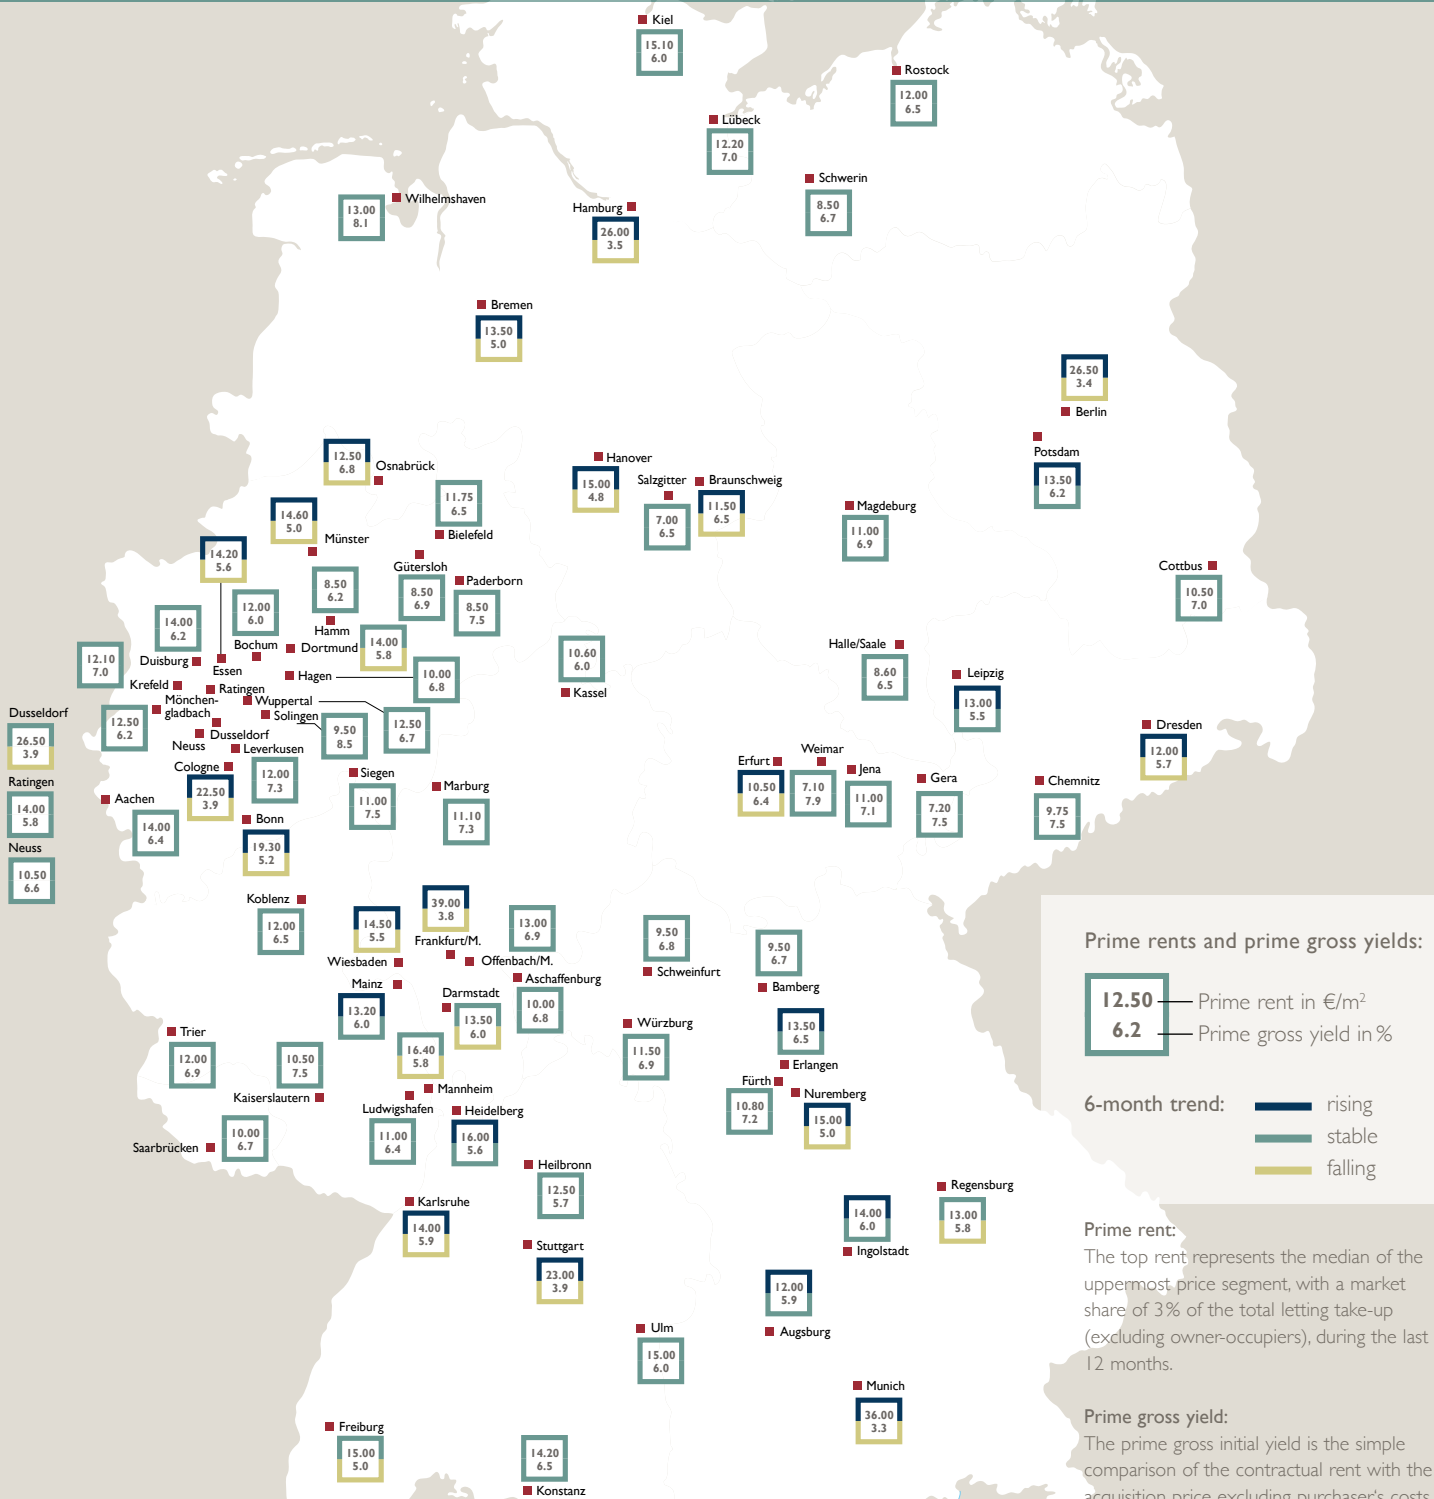 Kiel
15.10
6.0
Rostock
12.00
6.5
Lübeck
12.20
7.0
Schwerin
8.50
6.7
Wilhelmshaven
13.00
8.1
Hamburg
26.00
3.5
Bremen
13.50
5.0
26.50
3.4
Berlin
Potsdam
13.50
6.2
12.50
6.8
Osnabrück
Hanover
15.00
4.8
Salzgitter
7.00
6.5
Braunschweig
11.50
6.5
11.75
6.5
Bielefeld
Magdeburg
11.00
6.9
14.60
5.0
Münster
14.20
5.6
Gütersloh
8.50
6.9
Paderborn
8.50
7.5
Cottbus
10.50
7.0
8.50
6.2
Hamm
12.00
6.0
Bochum
14.00
6.2
Duisburg
Essen
Dortmund
14.00
5.8
12.10
7.0
Krefeld
Hagen
10.00
6.8
10.60
6.0
Kassel
Halle/Saale
8.60
6.5
Leipzig
13.00
5.5
Ratingen
Mönchen-
gladbach
12.50
6.2
Wuppertal
12.50
6.7
Solingen
9.50
8.5
Dusseldorf
Neuss
Dusseldorf
26.50
3.9
Ratingen
14.00
5.8
Neuss
10.50
6.6
Leverkusen
12.00
7.3
Cologne
22.50
3.9
Dresden
12.00
5.7
Erfurt
10.50
6.4
Weimar
7.10
7.9
Jena
11.00
7.1
Gera
7.20
7.5
Chemnitz
9.75
7.5
Siegen
11.00
7.5
Marburg
11.10
7.3
Aachen
14.00
6.4
Bonn
19.30
5.2
Koblenz
12.00
6.5
14.50
5.5
Wiesbaden
39.00
3.8
Frankfurt/M.
13.00
6.9
Offenbach/M.
9.50
6.8
Schweinfurt
9.50
6.7
Bamberg
Mainz
13.20
6.0
Darmstadt
13.50
6.0
Aschaffenburg
10.00
6.8
Würzburg
11.50
6.9
13.50
6.5
Erlangen
Trier
12.00
6.9
10.50
7.5
Kaiserslautern
16.40
5.8
Mannheim
Fürth
10.80
7.2
Nuremberg
15.00
5.0
Ludwigshafen
11.00
6.4
Heidelberg
16.00
5.6
Saarbrücken
10.00
6.7
Heilbronn
12.50
5.7
Karlsruhe
14.00
5.9
Regensburg
13.00
5.8
14.00
6.0
Ingolstadt
Stuttgart
23.00
3.9
12.00
5.9
Augsburg
Ulm
15.00
6.0
Munich
36.00
3.3
Freiburg
15.00
5.0
14.20
6.5
Konstanz
Prime rents and prime gross yields:
12.50 Prime rent in €/m²
6.2 Prime gross yield in %
6-month trend: rising
stable
falling
Prime rent:
The top rent represents the median of the
uppermost price segment, with a market
share of 3% of the total letting take-up
(excluding owner-occupiers), during the last
12 months.
Prime gross yield:
The prime gross initial yield is the simple
comparison of the contractual rent with the
acquisition price excluding purchaser's costs